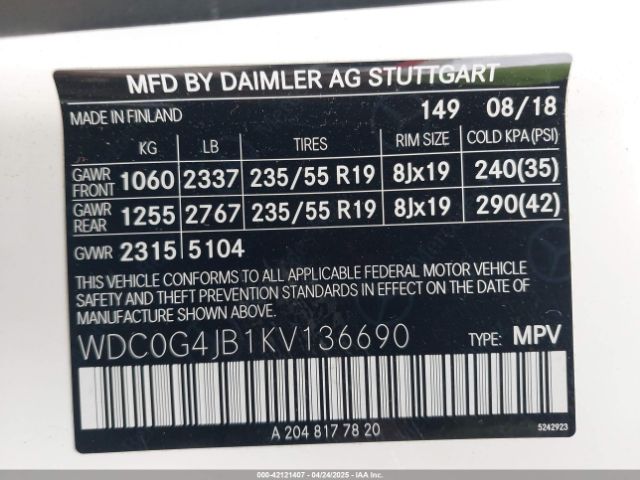 MFD BY DAIMLER AG STUTTGART
MADE IN FINLAND 149 08/18
KG LB TIRES RIM SIZE COLD KPA(PSI)
GAWR FRONT 1060 2337 235/55 R19 8Jx19 240(35)
GAWR REAR 1255 2767 235/55 R19 8Jx19 290(42)
GVWR 2315 5104
THIS VEHICLE CONFORMS TO ALL APPLICABLE FEDERAL MOTOR VEHICLE
SAFETY AND THEFT PREVENTION STANDARDS IN EFFECT ON THE DATE OF
MANUFACTURE SHOWN ABOVE.
WDC0G4JB1KV136690 TYPE: MPV
A 204 817 78 20 5242923
000-42121407 - 04/24/2025 - IAA Inc.